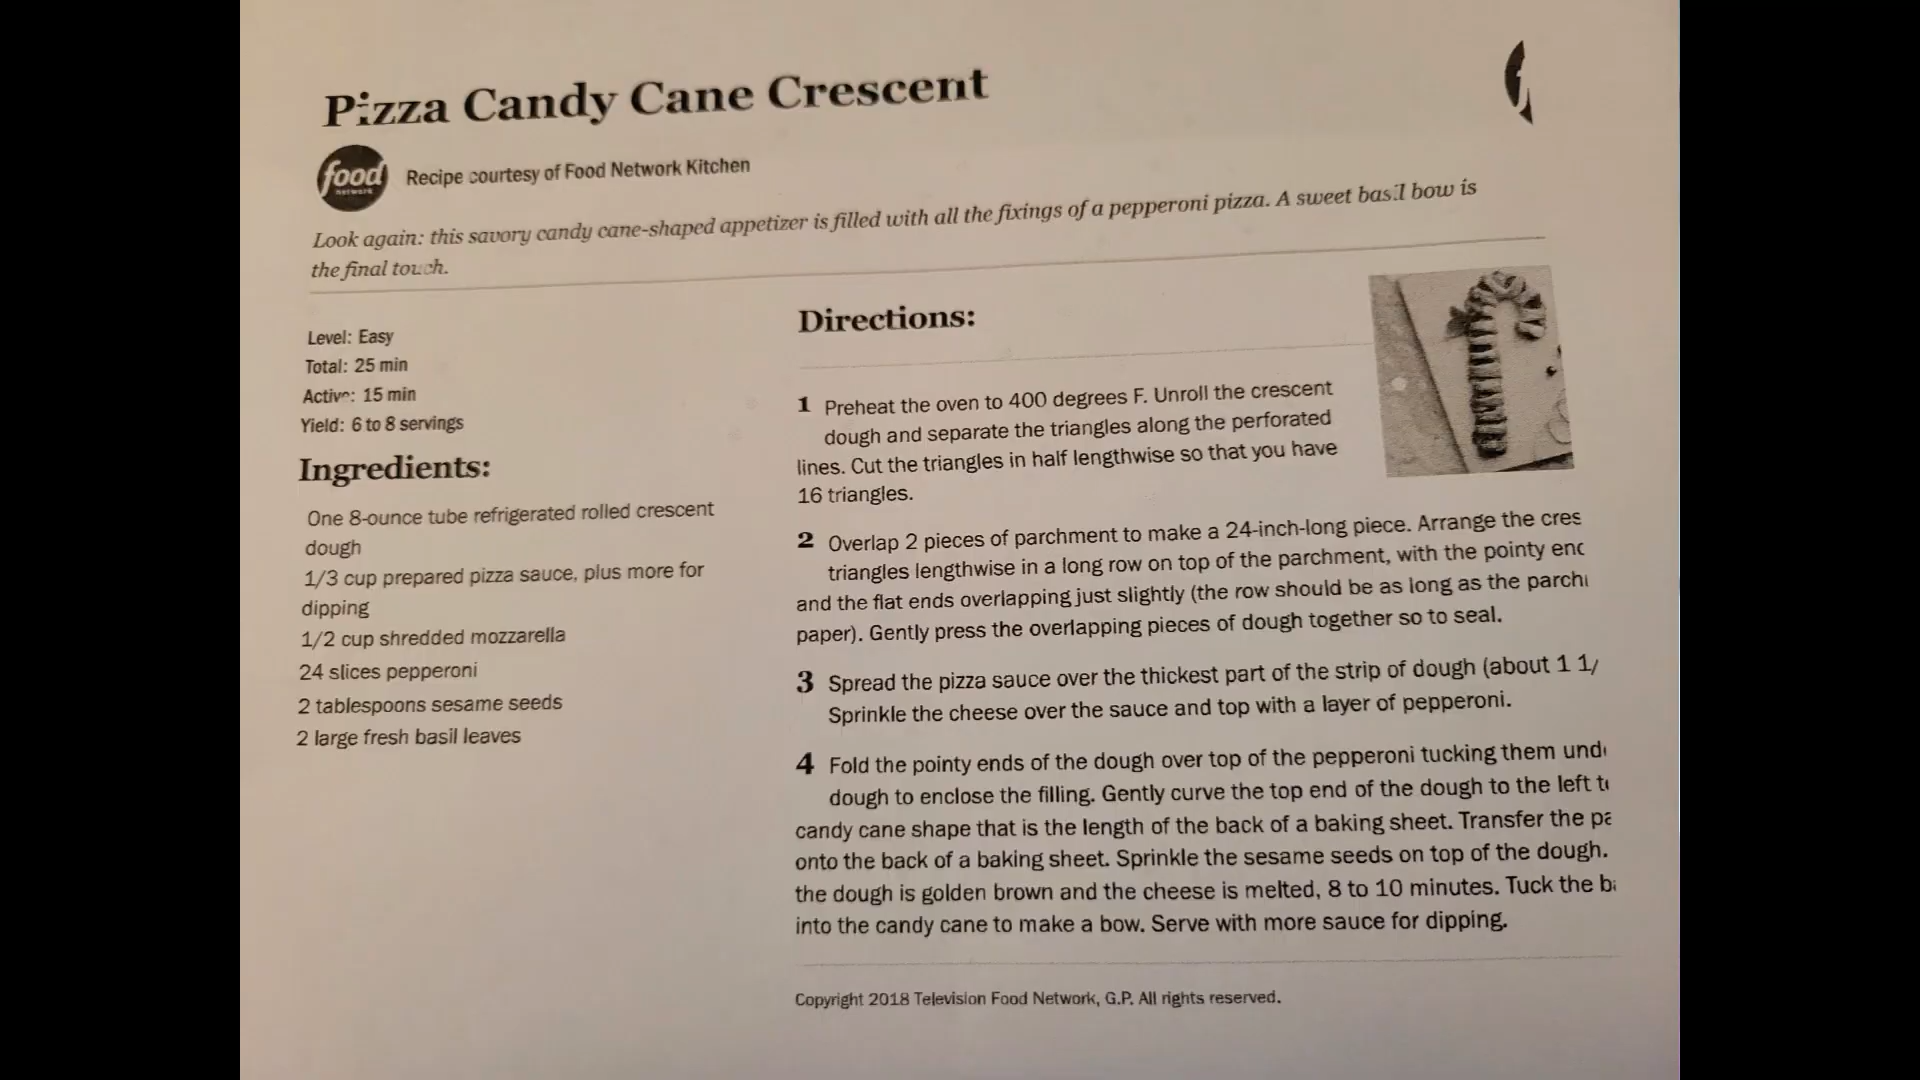 Pizza Candy Cane Crescent
food
network
Recipe courtesy of Food Network Kitchen
Look again: this savory candy cane-shaped appetizer is filled with all the fixings of a pepperoni pizza. A sweet basil bow is
the final touch.
Level: Easy
Total: 25 min
Active: 15 min
Yield: 6 to 8 servings
Ingredients:
One 8-ounce tube refrigerated rolled crescent
dough
1/3 cup prepared pizza sauce, plus more for
dipping
1/2 cup shredded mozzarella
24 slices pepperoni
2 tablespoons sesame seeds
2 large fresh basil leaves
Directions:
1 Preheat the oven to 400 degrees F. Unroll the crescent
dough and separate the triangles along the perforated
lines. Cut the triangles in half lengthwise so that you have
16 triangles.
2 Overlap 2 pieces of parchment to make a 24-inch-long piece. Arrange the cres
triangles lengthwise in a long row on top of the parchment, with the pointy
and the flat ends overlapping just slightly (the row should be as long as the
paper). Gently press the overlapping pieces of dough together so to seal.
3 Spread the pizza sauce over the thickest part of the strip of dough (about 1 1/
Sprinkle the cheese over the sauce and top with a layer of pepperoni.
4 Fold the pointy ends of the dough over top of the pepperoni tucking them
dough to enclose the filling. Gently curve the top end of the dough to the left
candy cane shape that is the length of the back of a baking sheet. Transfer the
onto the back of a baking sheet. Sprinkle the sesame seeds on top of the dough.
the dough is golden brown and the cheese is melted, 8 to 10 minutes. Tuck the
into the candy cane to make a bow. Serve with more sauce for dipping.
Copyright 2018 Television Food Network, G.P. All rights reserved.